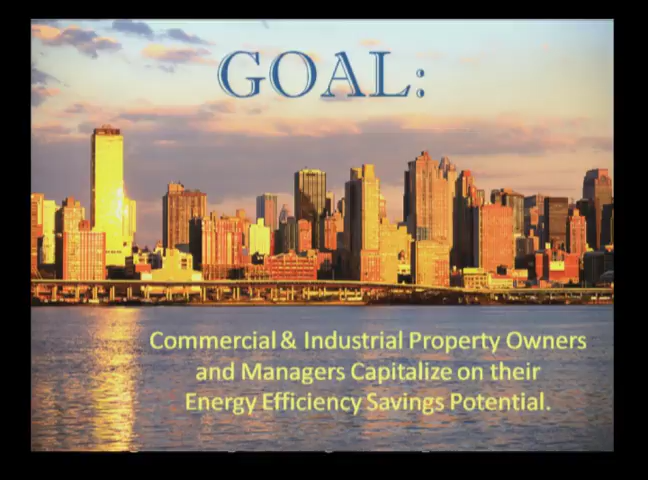 GOAL:
Commercial & Industrial Property Owners
and Managers Capitalize on their
Energy Efficiency Savings Potential.